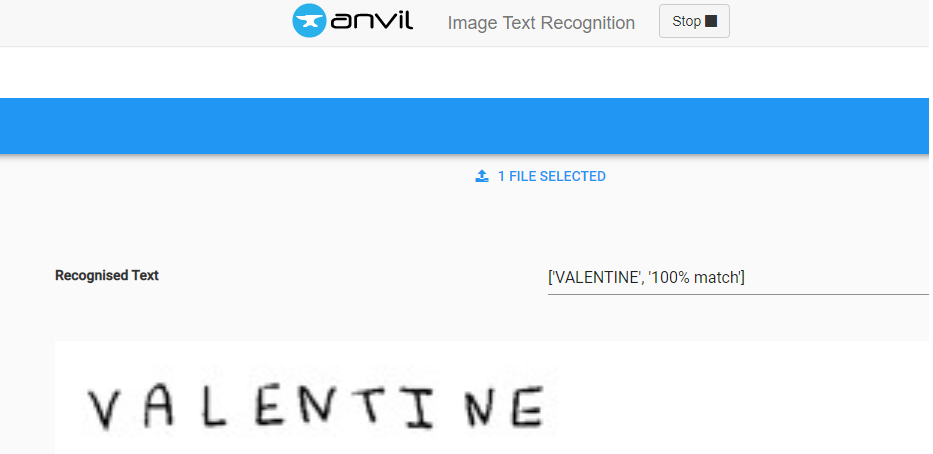 anvil Image Text Recognition Stop
1 FILE SELECTED
Recognised Text ['VALENTINE', '100% match']
VALENTINE